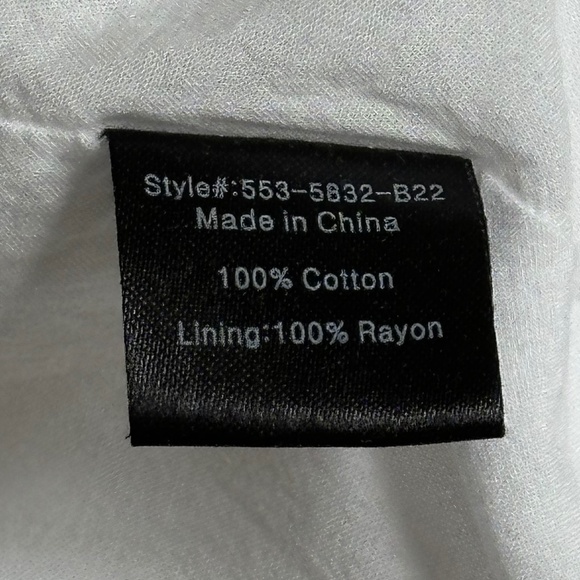 Style#:553-5832-B22
Made in China
100% Cotton
Lining:100% Rayon